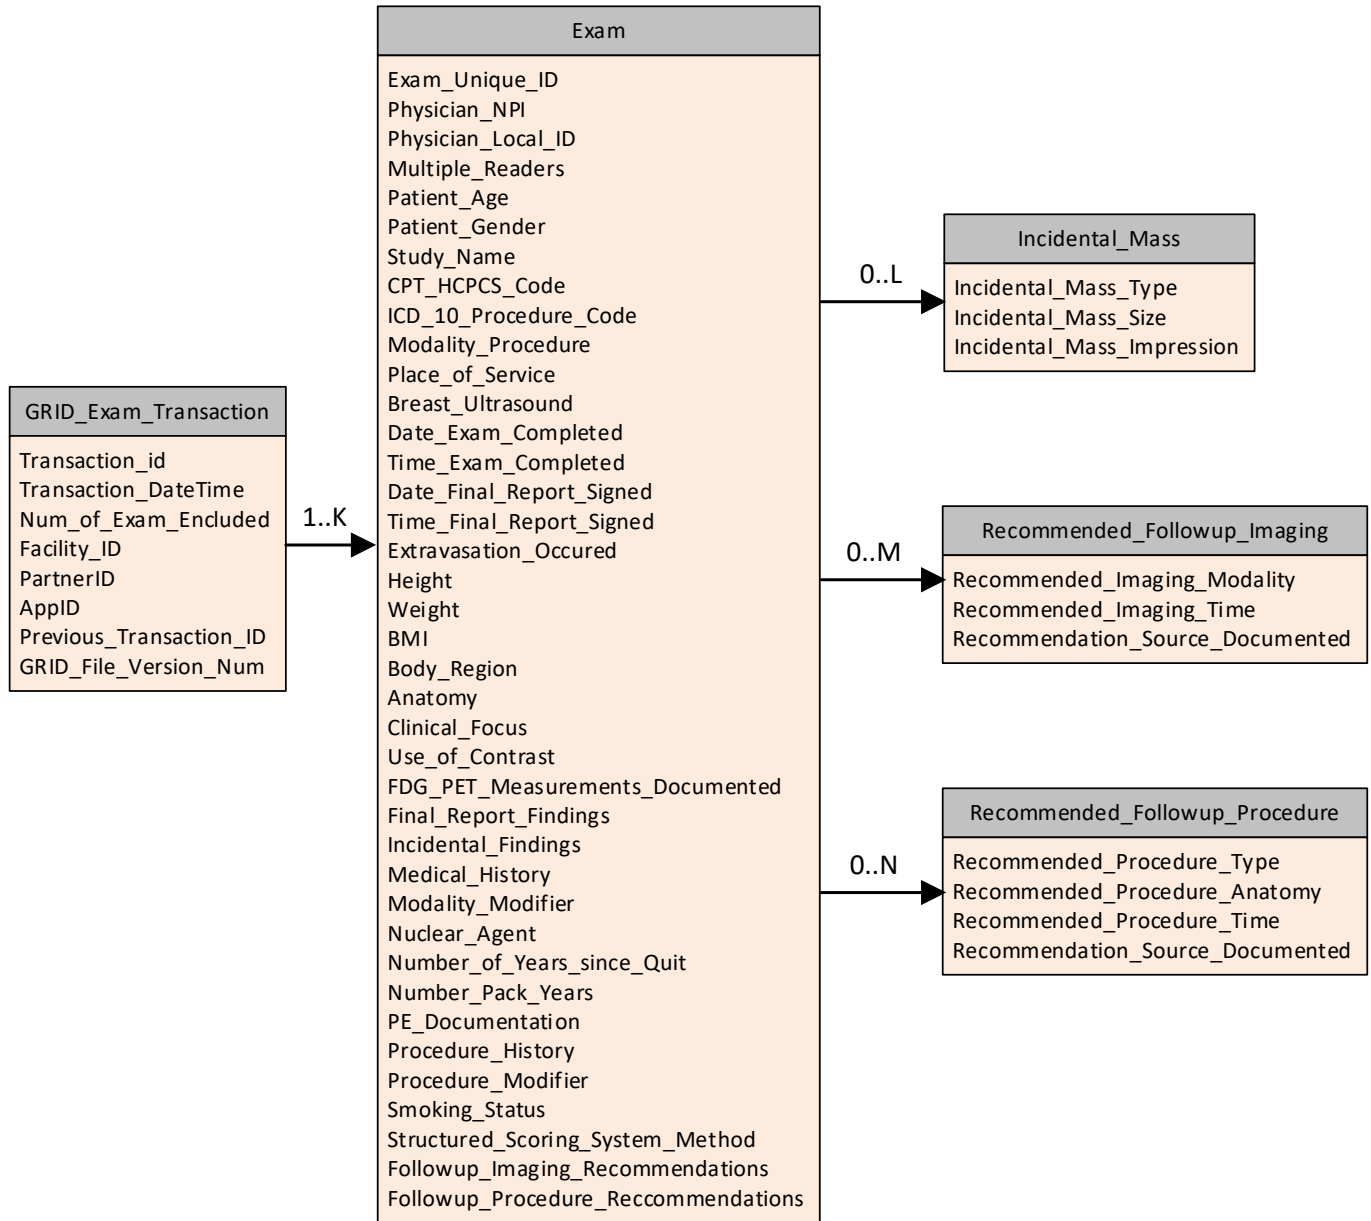 GRID_Exam_Transaction
Transaction_id
Transaction_DateTime
Num_of_Exam_Encluded
Facility_ID
PartnerID
AppID
Previous_Transaction_ID
GRID_File_Version_Num
1..K
Exam
Exam_Unique_ID
Physician_NPI
Physician_Local_ID
Multiple_Readers
Patient_Age
Patient_Gender
Study_Name
CPT_HCPCS_Code
ICD_10_Procedure_Code
Modality_Procedure
Place_of_Service
Breast_Ultrasound
Date_Exam_Completed
Time_Exam_Completed
Date_Final_Report_Signed
Time_Final_Report_Signed
Extravasation_Occured
Height
Weight
BMI
Body_Region
Anatomy
Clinical_Focus
Use_of_Contrast
FDG_PET_Measurements_Documented
Final_Report_Findings
Incidental_Findings
Medical_History
Modality_Modifier
Nuclear_Agent
Number_of_Years_since_Quit
Number_Pack_Years
PE_Documentation
Procedure_History
Procedure_Modifier
Smoking_Status
Structured_Scoring_System_Method
Followup_Imaging_Recommendations
Followup_Procedure_Reccommendations
0..L
Incidental_Mass
Incidental_Mass_Type
Incidental_Mass_Size
Incidental_Mass_Impression
0..M
Recommended_Followup_Imaging
Recommended_Imaging_Modality
Recommended_Imaging_Time
Recommendation_Source_Documented
0..N
Recommended_Followup_Procedure
Recommended_Procedure_Type
Recommended_Procedure_Anatomy
Recommended_Procedure_Time
Recommendation_Source_Documented